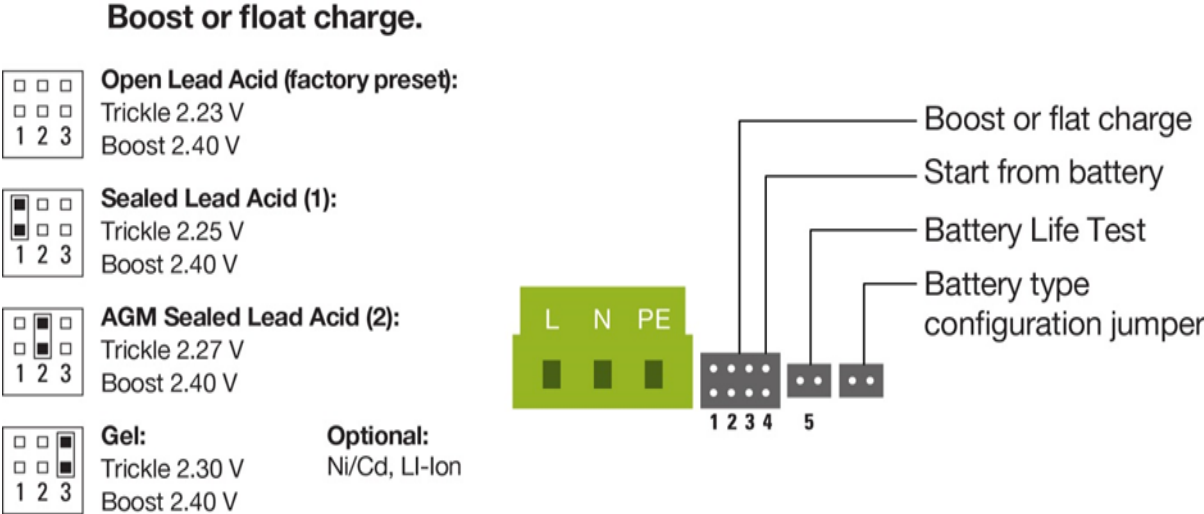 Boost or float charge.
Open Lead Acid (factory preset):
Trickle 2.23 V
Boost 2.40 V
1 2 3
Sealed Lead Acid (1):
Trickle 2.25 V
Boost 2.40 V
1 2 3
AGM Sealed Lead Acid (2):
Trickle 2.27 V
Boost 2.40 V
1 2 3
Gel:
Trickle 2.30 V
Boost 2.40 V
1 2 3
Optional:
Ni/Cd, LI-Ion
Boost or flat charge
Start from battery
Battery Life Test
Battery type
configuration jumper
L N PE
1 2 3 4 5